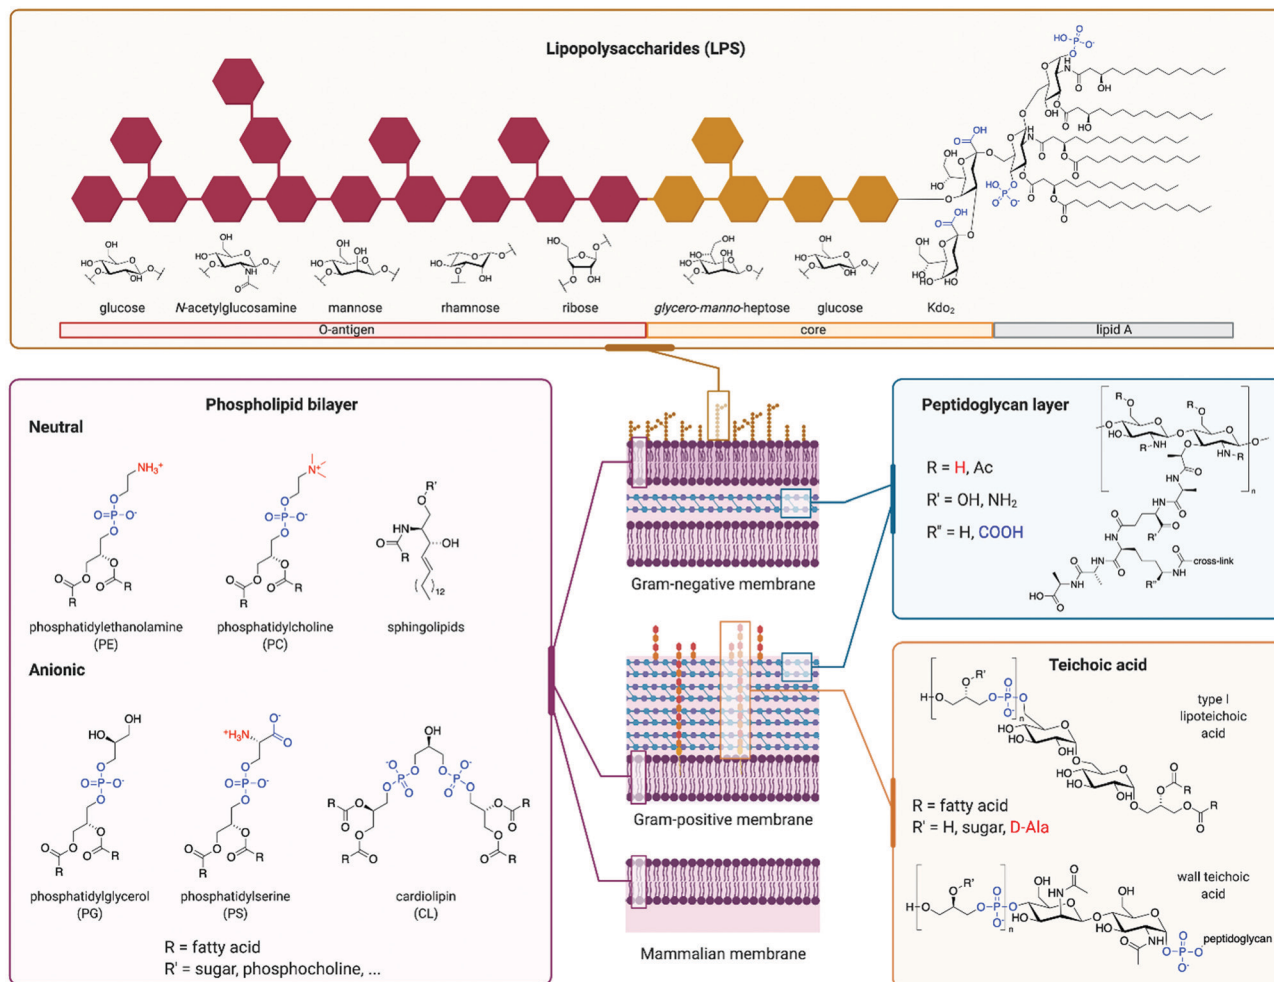 Lipopolysaccharides (LPS)
glucose
N-acetylglucosamine
mannose
rhamnose
ribose
glycero-manno-heptose
glucose
Kdo₂
O-antigen
core
lipid A
Phospholipid bilayer
Neutral
phosphatidylethanolamine
(PE)
phosphatidylcholine
(PC)
sphingolipids
Anionic
phosphatidylglycerol
(PG)
phosphatidylserine
(PS)
cardiolipin
(CL)
R = fatty acid
R' = sugar, phosphocholine, ...
Gram-negative membrane
Gram-positive membrane
Mammalian membrane
Peptidoglycan layer
R = H, Ac
R' = OH, NH₂
R" = H, COOH
cross-link
Teichoic acid
type I
lipoteichoic
acid
R = fatty acid
R' = H, sugar, D-Ala
wall teichoic
acid
peptidoglycan